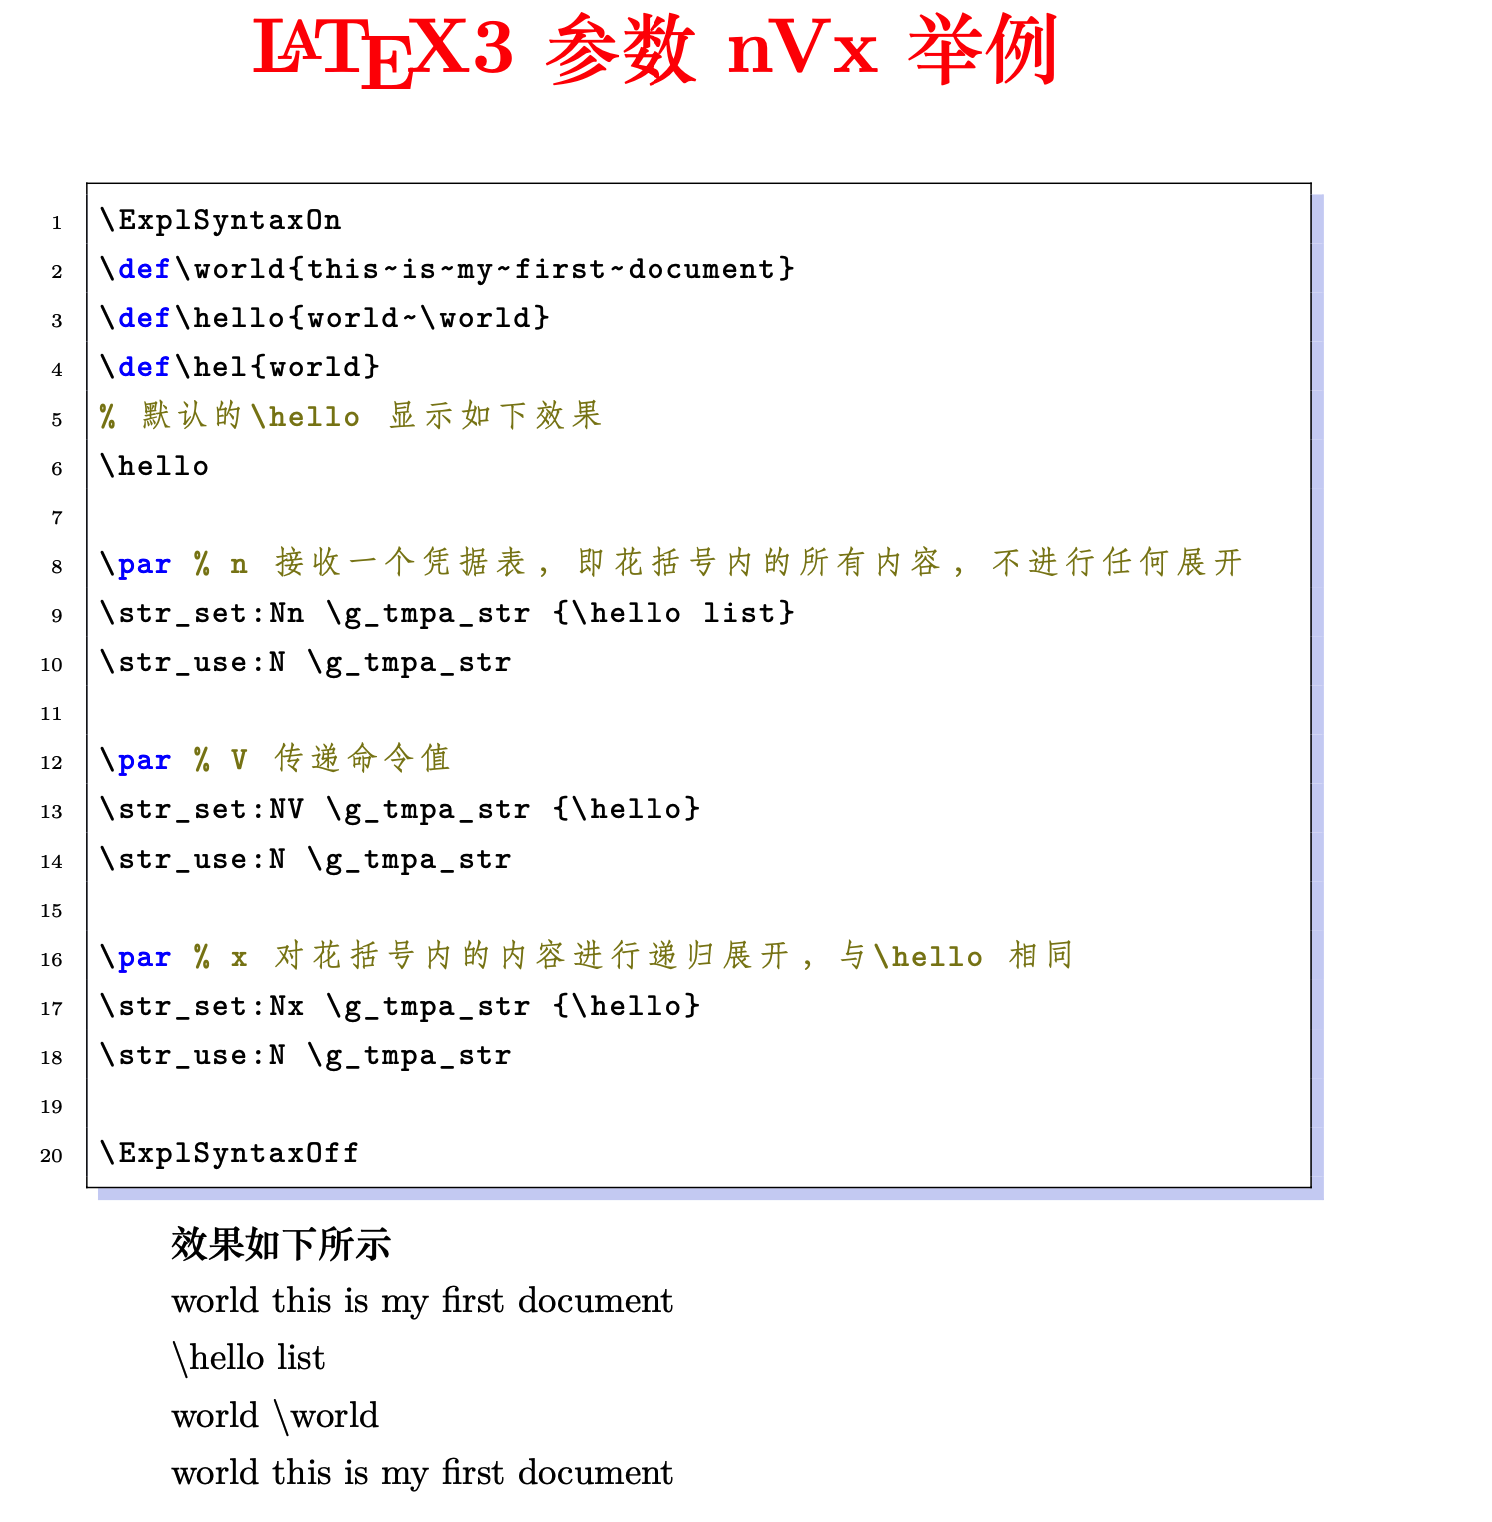 LATEX3 参数 nVx 举例
1 \ExplSyntaxOn
2 \def\world{this~is~my~first~document}
3 \def\hello{world~\world}
4 \def\hel{world}
5 % 默认的\hello 显示如下效果
6 \hello
7
8 \par % n 接收一个凭据表，即花括号内的所有内容，不进行任何展开
9 \str_set:Nn \g_tmpa_str {\hello list}
10 \str_use:N \g_tmpa_str
11
12 \par % V 传递命令值
13 \str_set:NV \g_tmpa_str {\hello}
14 \str_use:N \g_tmpa_str
15
16 \par % x 对花括号内的内容进行递归展开，与\hello 相同
17 \str_set:Nx \g_tmpa_str {\hello}
18 \str_use:N \g_tmpa_str
19
20 \ExplSyntaxOff
效果如下所示
world this is my first document
\hello list
world \world
world this is my first document